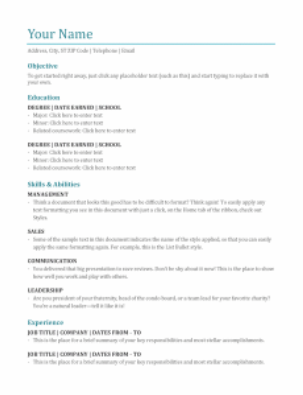 Your Name
Address, City, ST ZIP Code | Telephone | Email
Objective
To get started right away, just click any placeholder text (such as this) and start typing to replace it with
your own.
Education
DEGREE | DATE EARNED | SCHOOL
· Major: Click here to enter text
· Minor: Click here to enter text
· Related coursework: Click here to enter text
DEGREE | DATE EARNED | SCHOOL
· Major: Click here to enter text
· Minor: Click here to enter text
· Related coursework: Click here to enter text
Skills & Abilities
MANAGEMENT
· Think a document that looks this good has to be difficult to format? Think again! To easily apply any
text formatting you see in this document with just a click, on the Home tab of the ribbon, check out
Styles.
SALES
· Some of the sample text in this document indicates the name of the style applied, so that you can easily
apply the same formatting again. For example, this is the List Bullet style.
COMMUNICATION
· You delivered that big presentation to rave reviews. Don't be shy about it now! This is the place to show
how well you work and play with others.
LEADERSHIP
· Are you president of your fraternity, head of the condo board, or a team lead for your favorite charity?
You're a natural leader—tell it like it is!
Experience
JOB TITLE | COMPANY | DATES FROM - TO
· This is the place for a brief summary of your key responsibilities and most stellar accomplishments.
JOB TITLE | COMPANY | DATES FROM - TO
· This is the place for a brief summary of your key responsibilities and most stellar accomplishments.